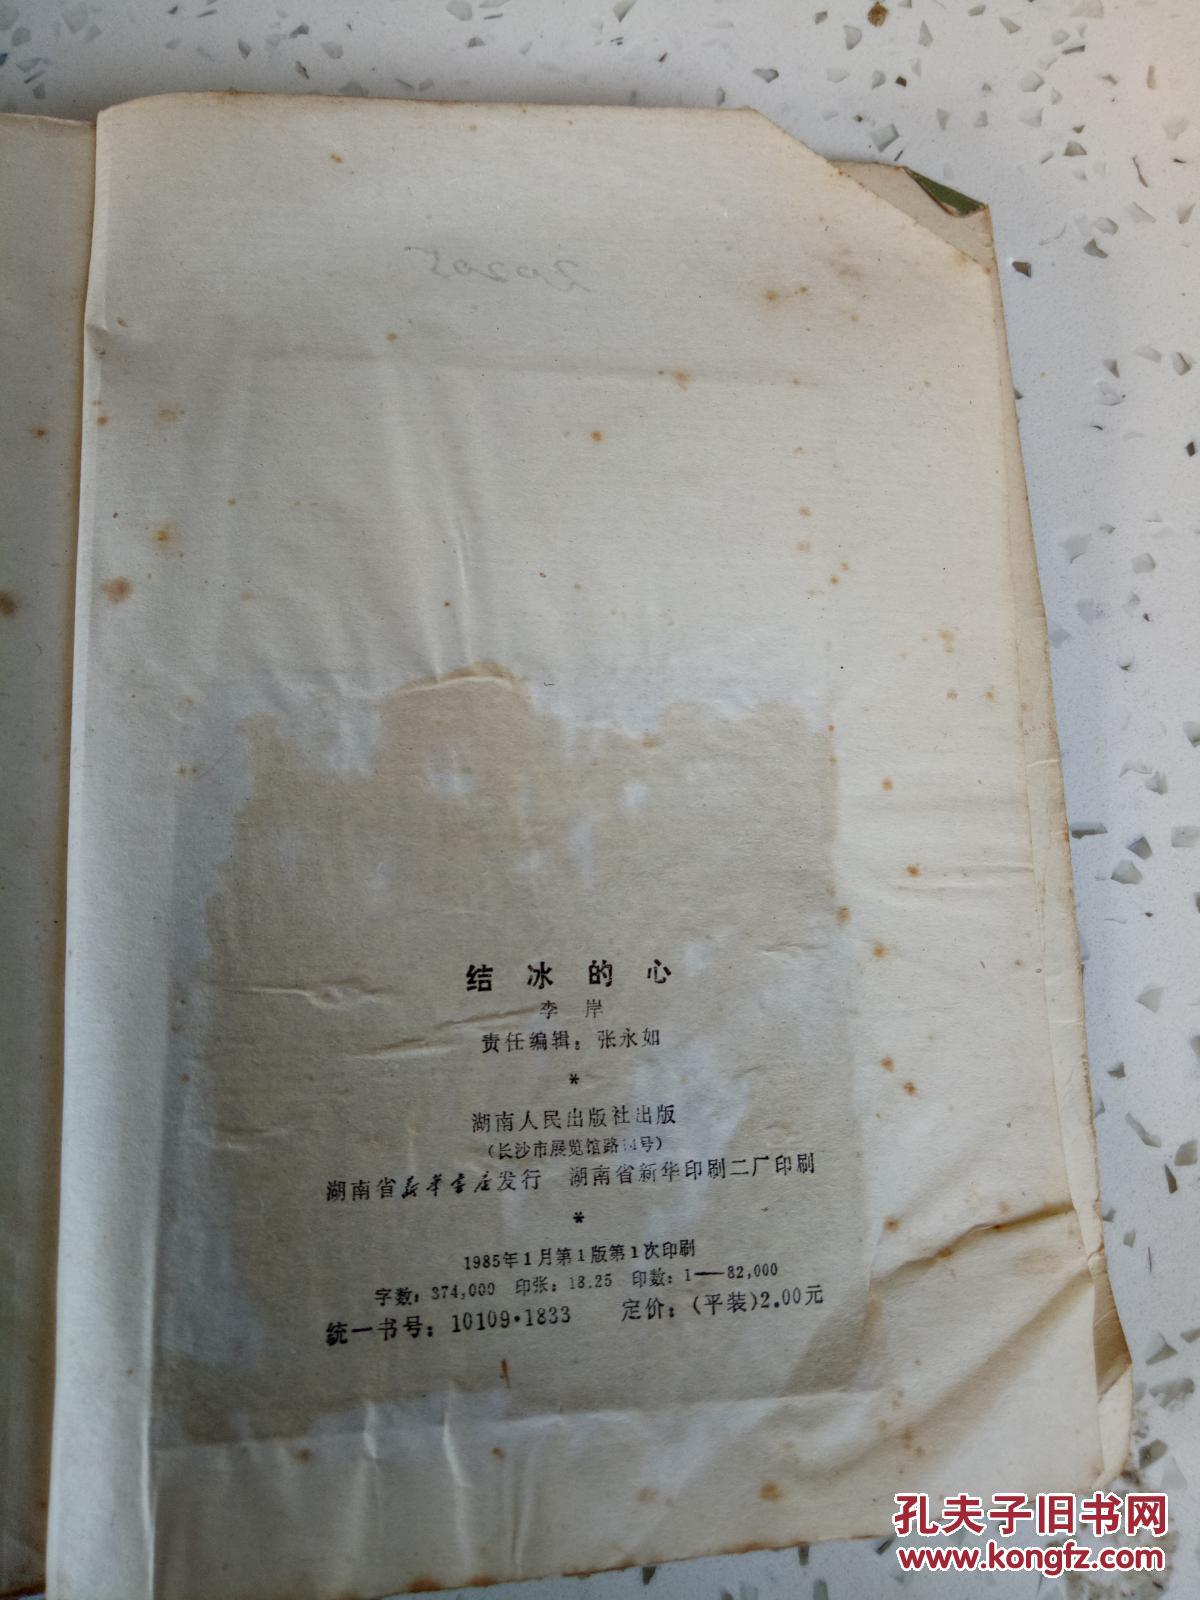 结冰的心
李岸
责任编辑：张永如
*
湖南人民出版社出版
（长沙市展览馆路14号）
湖南省新华书店发行 湖南省新华印刷二厂印刷
*
1985年1月第1版第1次印刷
字数：374,000 印张：18.25 印数：1——82,000
统一书号：10109·1833 定价：（平装）2.00元
孔夫子旧书网
www.kongfz.com